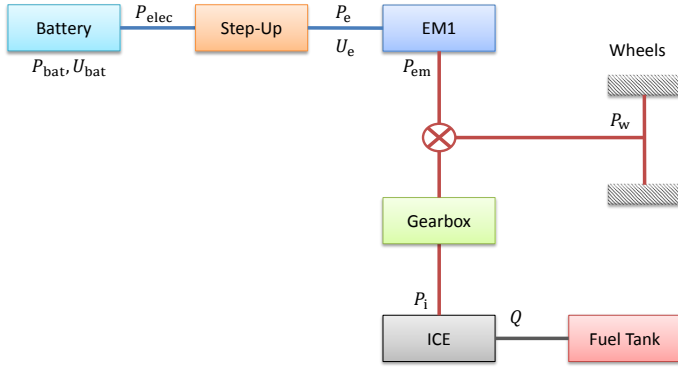 P_elec
P_e
Battery
Step-Up
EM1
U_e
Wheels
P_bat, U_bat
P_em
P_w
Gearbox
P_i
Q
ICE
Fuel Tank